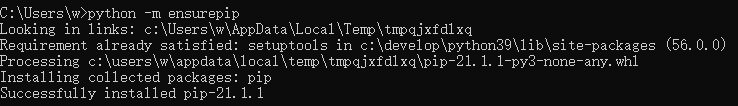 C:\Users\w>python -m ensurepip
Looking in links: c:\Users\w\AppData\Local\Temp\tmpqjxfdlxq
Requirement already satisfied: setuptools in c:\develop\python39\lib\site-packages (56.0.0)
Processing c:\users\w\appdata\local\temp\tmpqjxfdlxq\pip-21.1.1-py3-none-any.whl
Installing collected packages: pip
Successfully installed pip-21.1.1